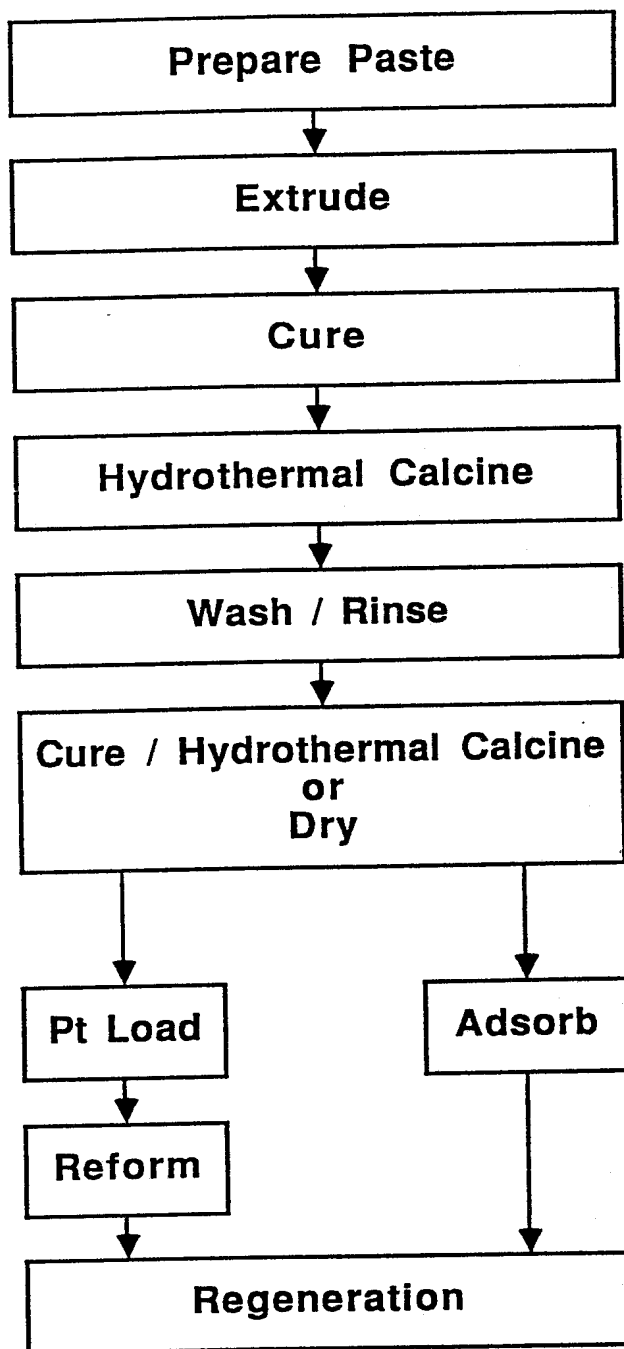 Prepare Paste
Extrude
Cure
Hydrothermal Calcine
Wash / Rinse
Cure / Hydrothermal Calcine
or
Dry
Pt Load
Adsorb
Reform
Regeneration